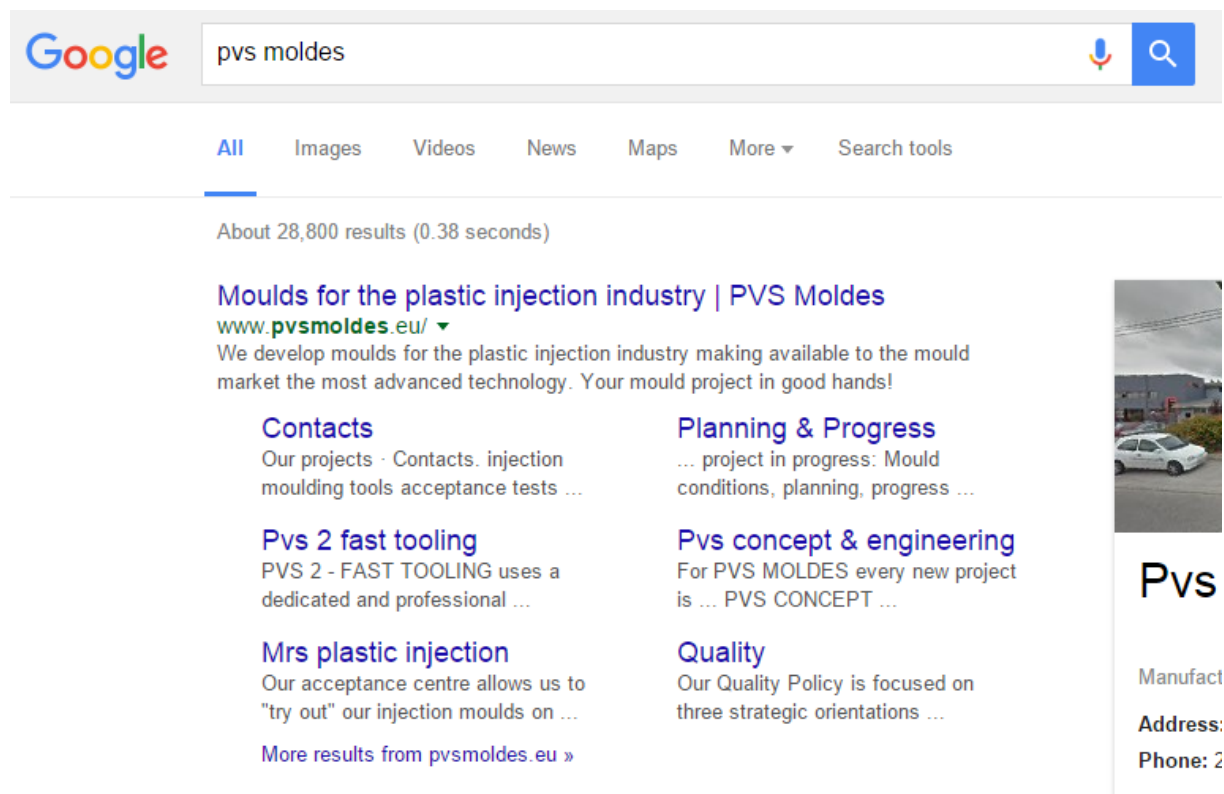 Google
pvs moldes
All Images Videos News Maps More Search tools
About 28,800 results (0.38 seconds)
Moulds for the plastic injection industry | PVS Moldes
www.pvsmoldes.eu/
We develop moulds for the plastic injection industry making available to the mould
market the most advanced technology. Your mould project in good hands!
Contacts
Our projects · Contacts. injection
moulding tools acceptance tests ...
Planning & Progress
... project in progress: Mould
conditions, planning, progress ...
Pvs 2 fast tooling
PVS 2 - FAST TOOLING uses a
dedicated and professional ...
Pvs concept & engineering
For PVS MOLDES every new project
is ... PVS CONCEPT ...
Mrs plastic injection
Our acceptance centre allows us to
"try out" our injection moulds on ...
Quality
Our Quality Policy is focused on
three strategic orientations ...
More results from pvsmoldes.eu »
Pvs
Manufact
Address:
Phone: 2